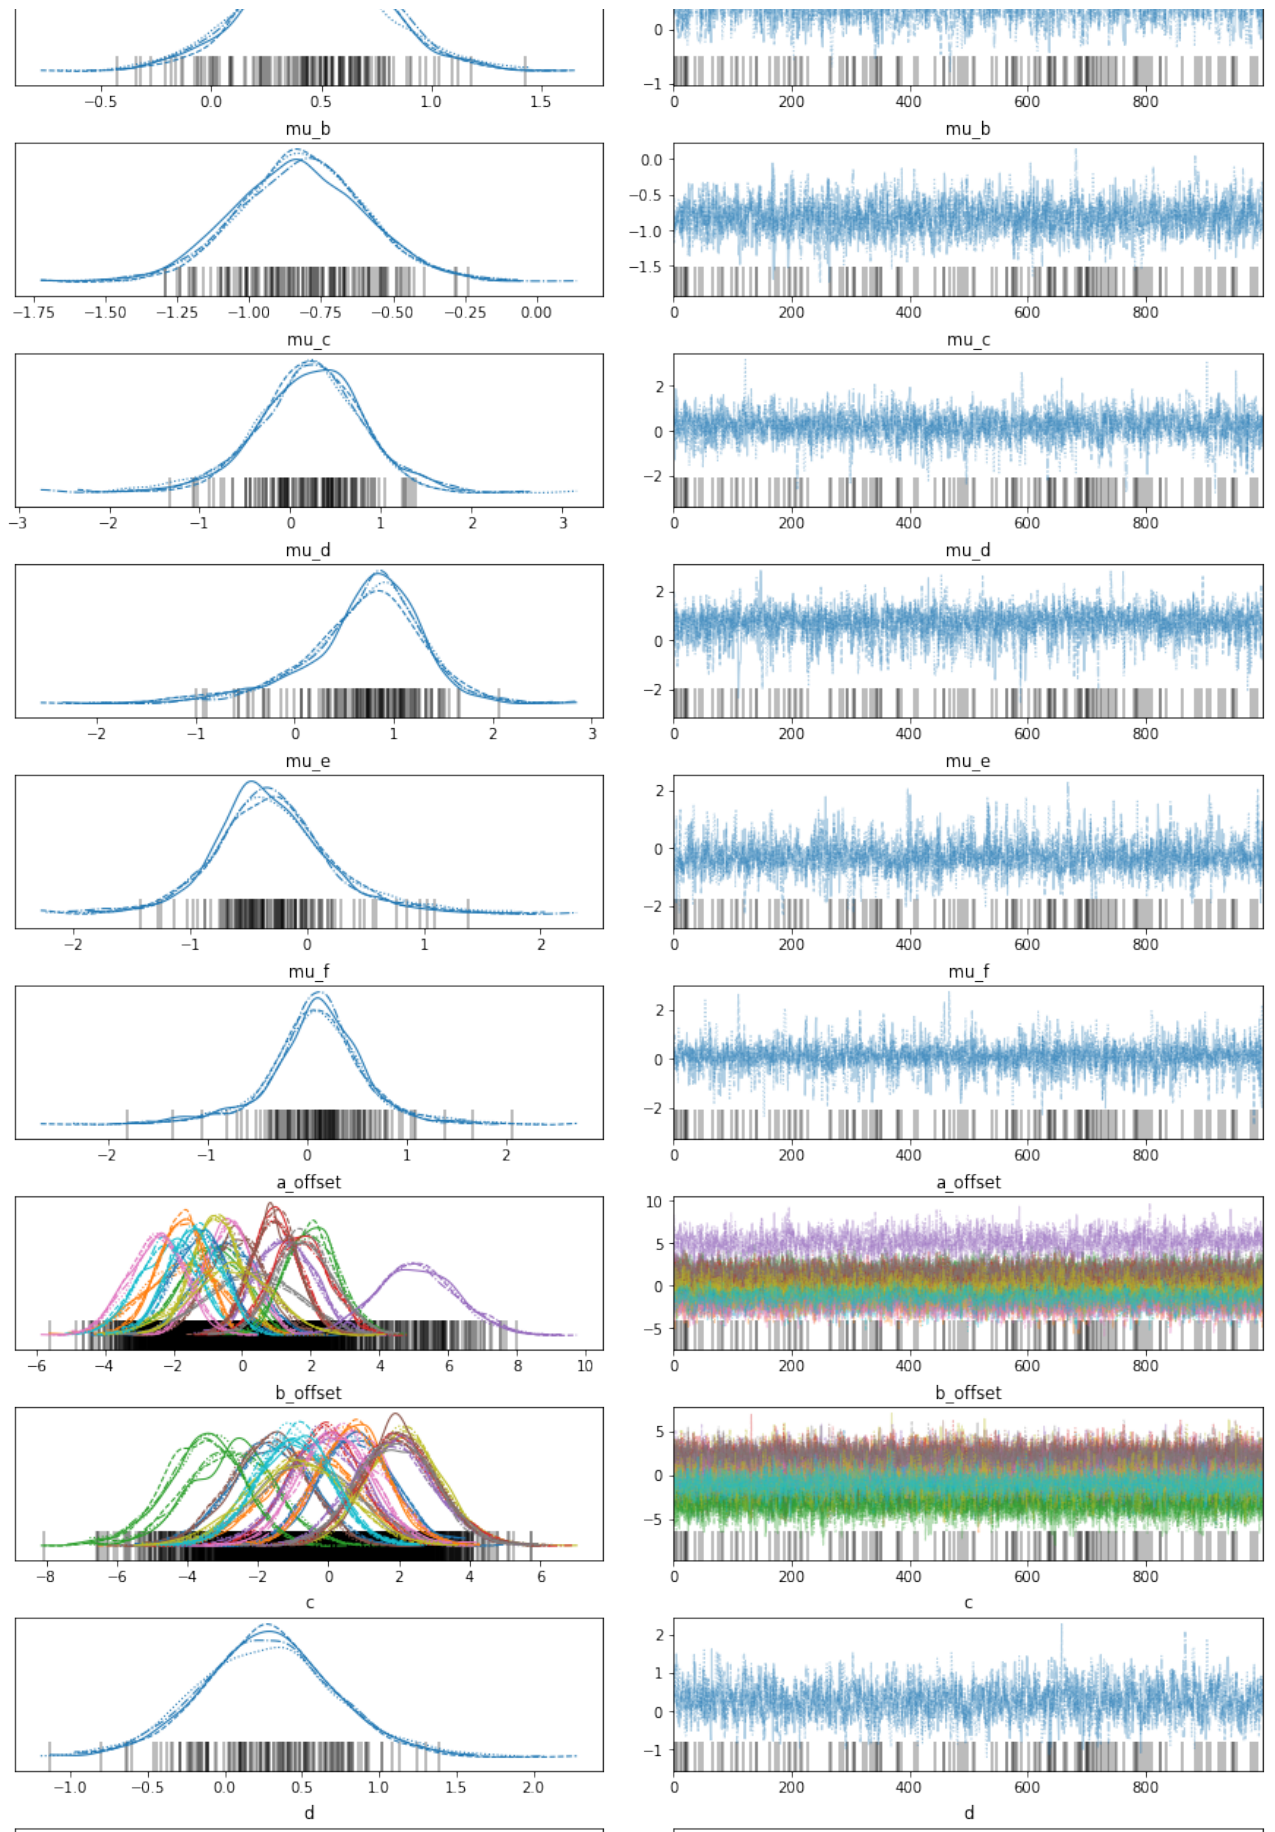 0
−1
−0.5 0.0 0.5 1.0 1.5
0 200 400 600 800
mu_b
mu_b
0.0
−0.5
−1.0
−1.5
−1.75 −1.50 −1.25 −1.00 −0.75 −0.50 −0.25 0.00
0 200 400 600 800
mu_c
mu_c
2
0
−2
−3 −2 −1 0 1 2 3
0 200 400 600 800
mu_d
mu_d
2
0
−2
−2 −1 0 1 2 3
0 200 400 600 800
mu_e
mu_e
2
0
−2
−2 −1 0 1 2
0 200 400 600 800
mu_f
mu_f
2
0
−2
−2 −1 0 1 2
0 200 400 600 800
a_offset
a_offset
10
5
0
−5
−6 −4 −2 0 2 4 6 8 10
0 200 400 600 800
b_offset
b_offset
5
0
−5
−8 −6 −4 −2 0 2 4 6
0 200 400 600 800
c
c
2
1
0
−1
−1.0 −0.5 0.0 0.5 1.0 1.5 2.0
0 200 400 600 800
d
d